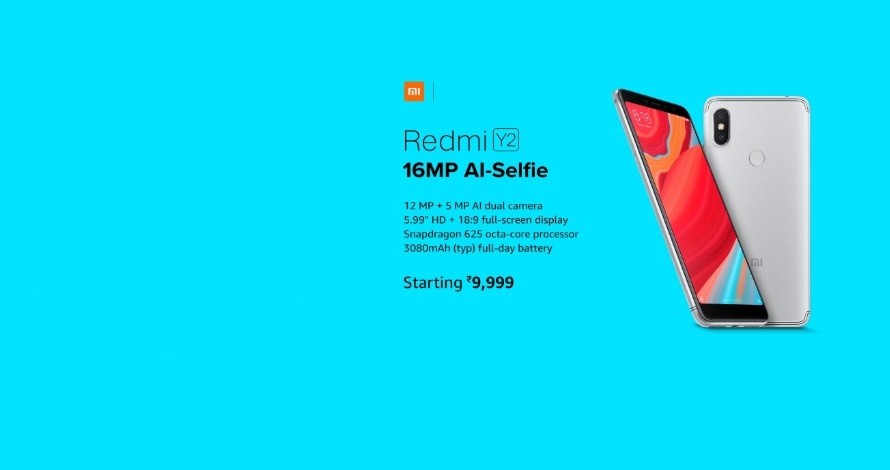 mi
Redmi Y2
16MP AI-Selfie
12 MP + 5 MP AI dual camera
5.99" HD + 18:9 full-screen display
Snapdragon 625 octa-core processor
3080mAh (typ) full-day battery
Starting ₹9,999
mi